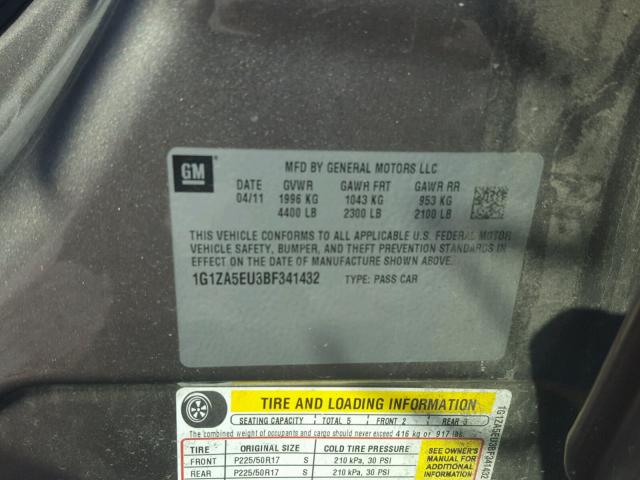 GM
MFD BY GENERAL MOTORS LLC
DATE GVWR GAWR FRT GAWR RR
04/11 1996 KG 1043 KG 953 KG
4400 LB 2300 LB 2100 LB
THIS VEHICLE CONFORMS TO ALL APPLICABLE U.S. FEDERAL MOTOR
VEHICLE SAFETY, BUMPER, AND THEFT PREVENTION STANDARDS IN
EFFECT ON THE DATE OF MANUFACTURE SHOWN ABOVE.
1G1ZA5EU3BF341432 TYPE: PASS CAR
TIRE AND LOADING INFORMATION
SEATING CAPACITY TOTAL 5 FRONT 2 REAR 3
The combined weight of occupants and cargo should never exceed 416 kg or 917 lbs.
TIRE ORIGINAL SIZE COLD TIRE PRESSURE
FRONT P225/50R17 S 210 kPa, 30 PSI
REAR P225/50R17 S 210 kPa, 30 PSI
SEE OWNER'S
MANUAL FOR
ADDITIONAL
1G1ZA5EU3BF341432